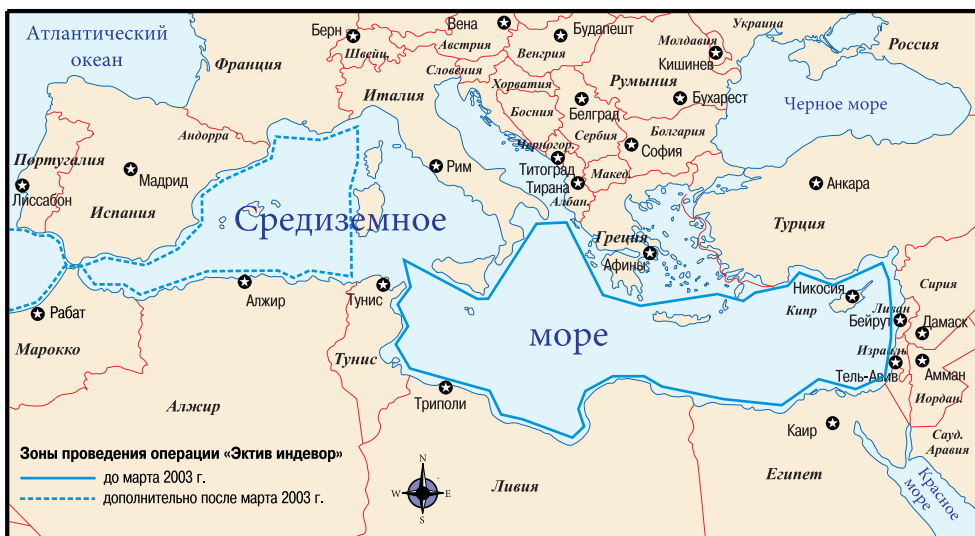 Атлантический
океан
Франция
Берн
Швейц.
Вена
Австрия
Словения
Венгрия
Будапешт
Хорватия
Украина
Молдавия
Кишинев
Россия
Румыния
Бухарест
Черное море
Италия
Босния
Белград
Сербия
Болгария
София
Черногор.
Титоград
Тирана
Макед.
Албан.
Андорра
Португалия
Лиссабон
Мадрид
Испания
Рим
Средиземное
море
Греция
Афины
Анкара
Турция
Никосия
Кипр
Сирия
Ливан
Бейрут
Дамаск
Израиль
Тель-Авив
Амман
Иордан.
Сауд.
Аравия
Рабат
Марокко
Алжир
Алжир
Тунис
Тунис
Триполи
Ливия
Каир
Египет
Красное
море
Зоны проведения операции «Эктив индевор»
до марта 2003 г.
дополнительно после марта 2003 г.
N
W
E
S